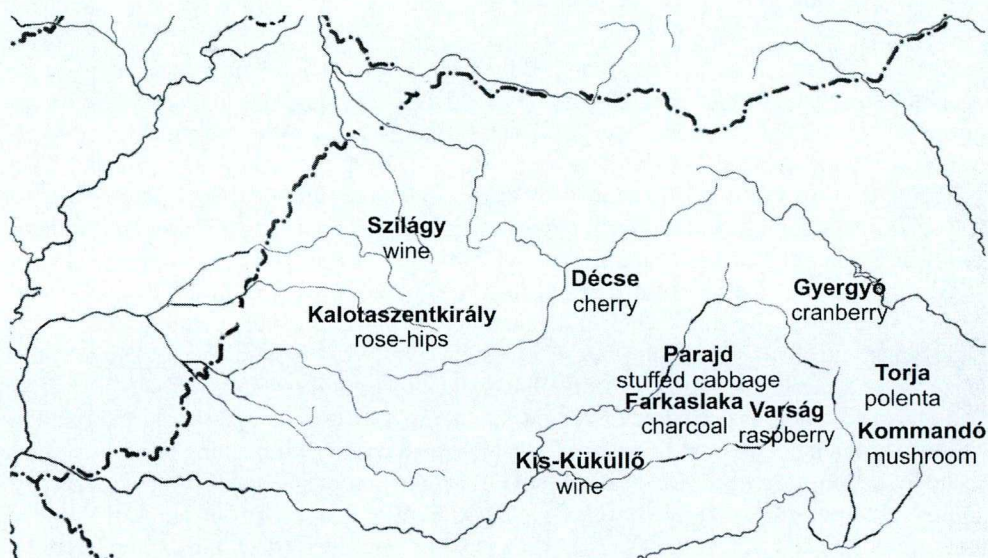 Szilágy
wine
Décse
cherry
Gyergyó
cranberry
Kalotaszentkirály
rose-hips
Parajd
stuffed cabbage
Torja
polenta
Farkaslaka
charcoal
Varság
raspberry
Kommandó
mushroom
Kis-Küküllő
wine